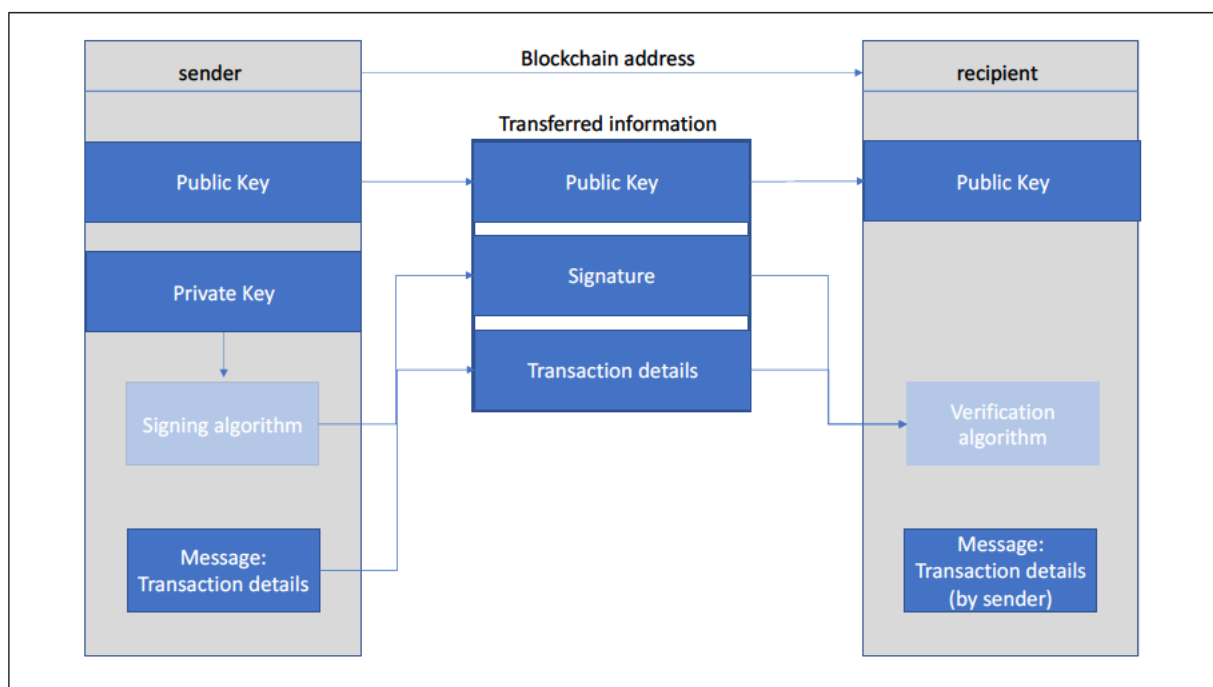 Blockchain address
sender
recipient
Transferred information
Public Key
Public Key
Public Key
Private Key
Signature
Transaction details
Signing algorithm
Verification
algorithm
Message:
Transaction details
Message:
Transaction details
(by sender)